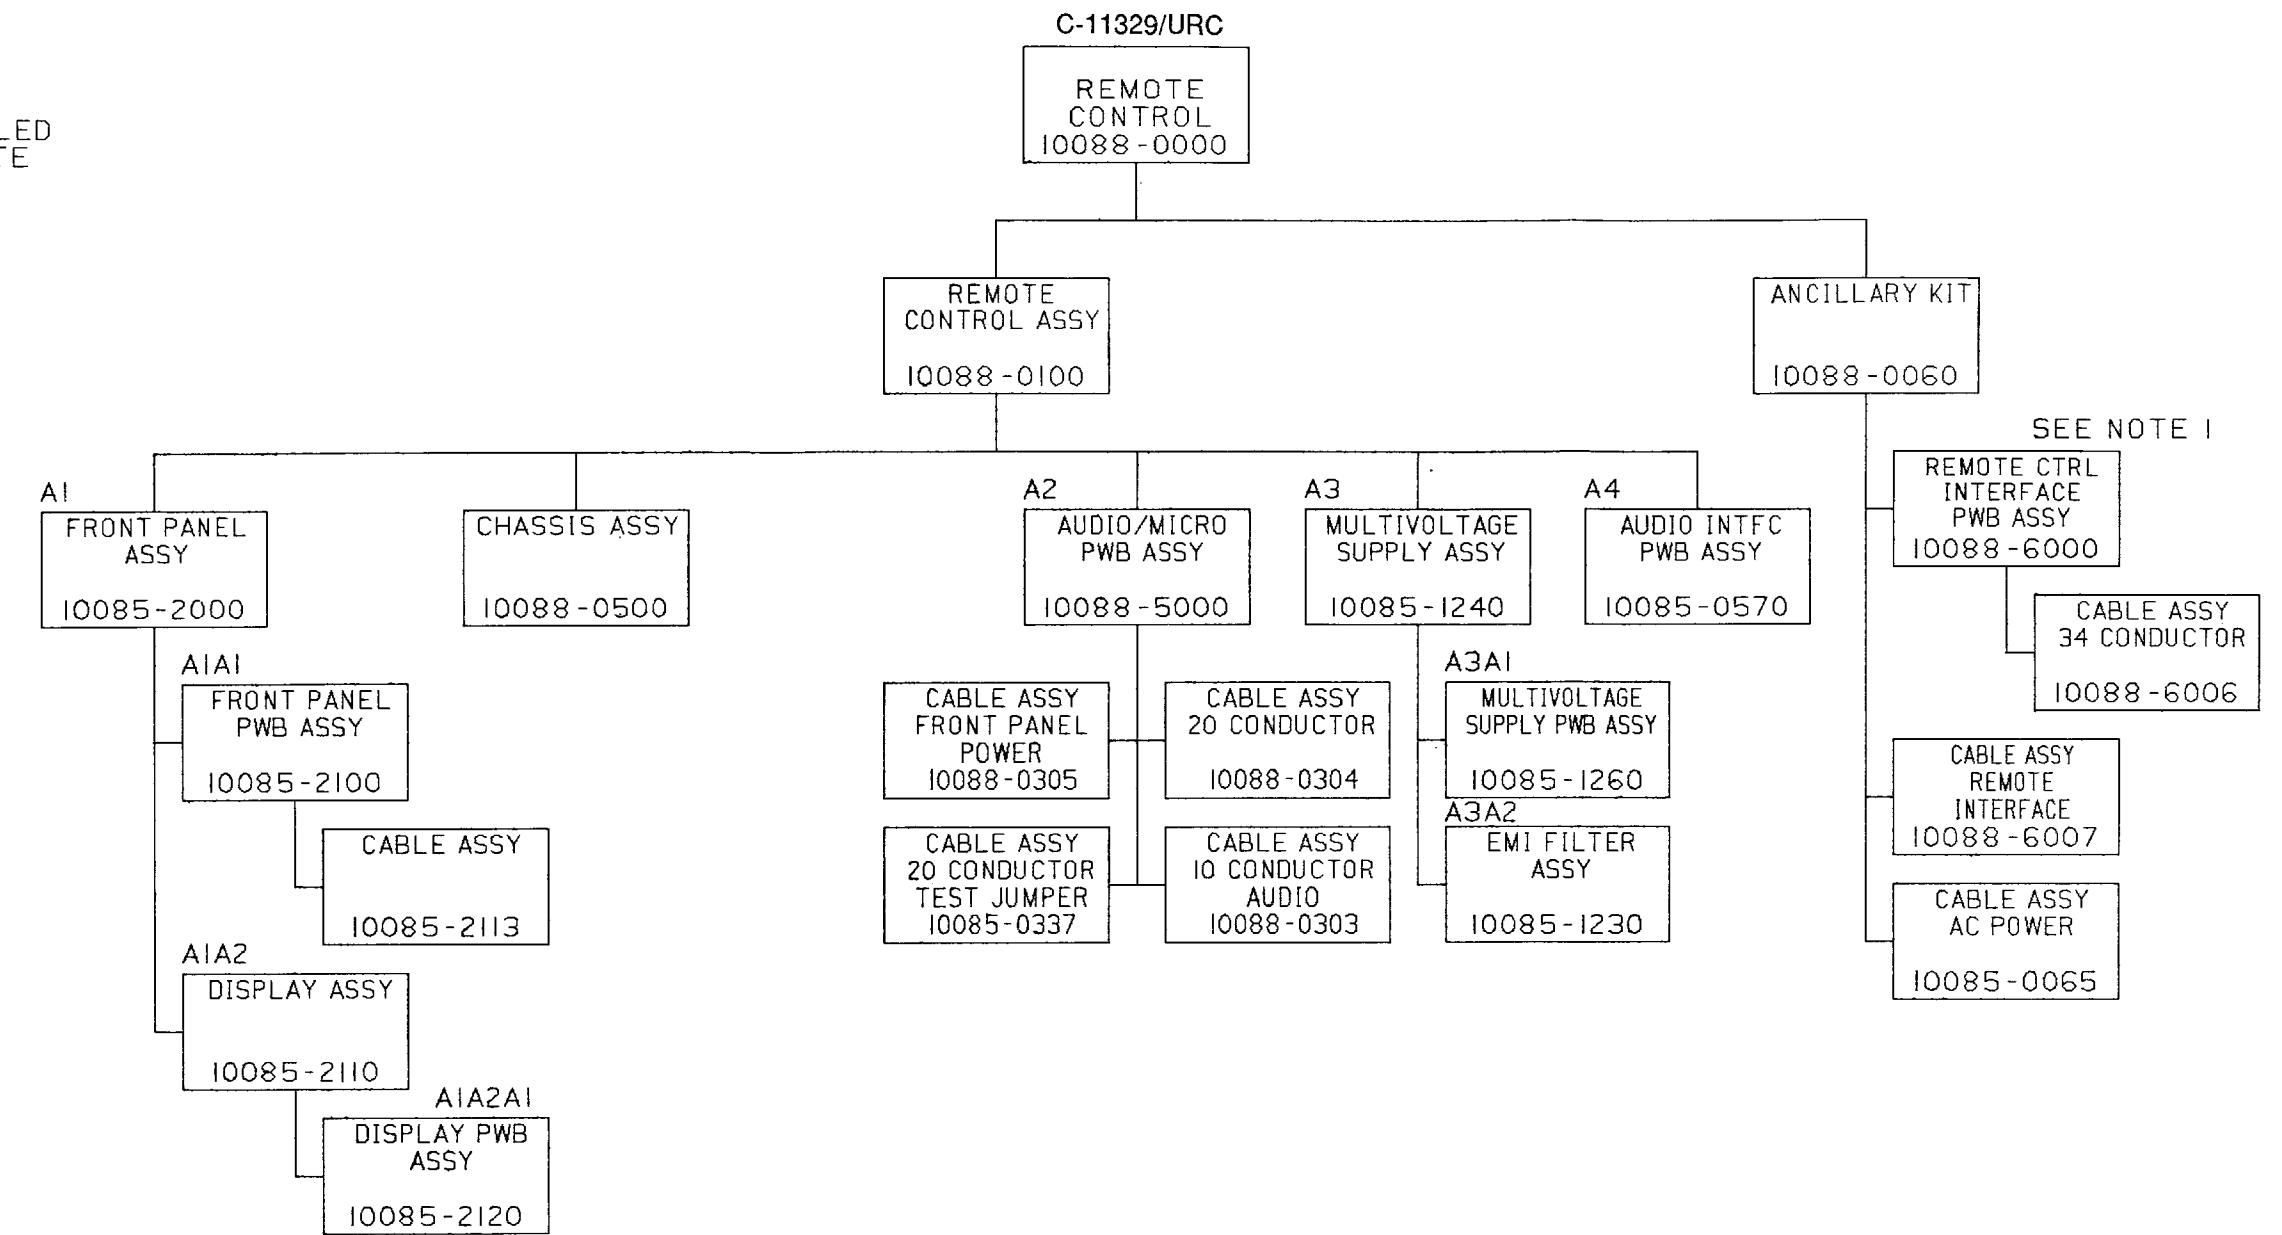 C-11329/URC
REMOTE
CONTROL
10088-0000
LED
TE
REMOTE
CONTROL ASSY
10088-0100
ANCILLARY KIT
10088-0060
SEE NOTE 1
A1
FRONT PANEL
ASSY
10085-2000
CHASSIS ASSY
10088-0500
A2
AUDIO/MICRO
PWB ASSY
10088-5000
A3
MULTIVOLTAGE
SUPPLY ASSY
10085-1240
A4
AUDIO INTFC
PWB ASSY
10085-0570
REMOTE CTRL
INTERFACE
PWB ASSY
10088-6000
CABLE ASSY
34 CONDUCTOR
10088-6006
A1A1
FRONT PANEL
PWB ASSY
10085-2100
CABLE ASSY
FRONT PANEL
POWER
10088-0305
CABLE ASSY
20 CONDUCTOR
10088-0304
A3A1
MULTIVOLTAGE
SUPPLY PWB ASSY
10085-1260
CABLE ASSY
REMOTE
INTERFACE
10088-6007
CABLE ASSY
10085-2113
CABLE ASSY
20 CONDUCTOR
TEST JUMPER
10085-0337
CABLE ASSY
10 CONDUCTOR
AUDIO
10088-0303
A3A2
EMI FILTER
ASSY
10085-1230
CABLE ASSY
AC POWER
10085-0065
A1A2
DISPLAY ASSY
10085-2110
A1A2A1
DISPLAY PWB
ASSY
10085-2120